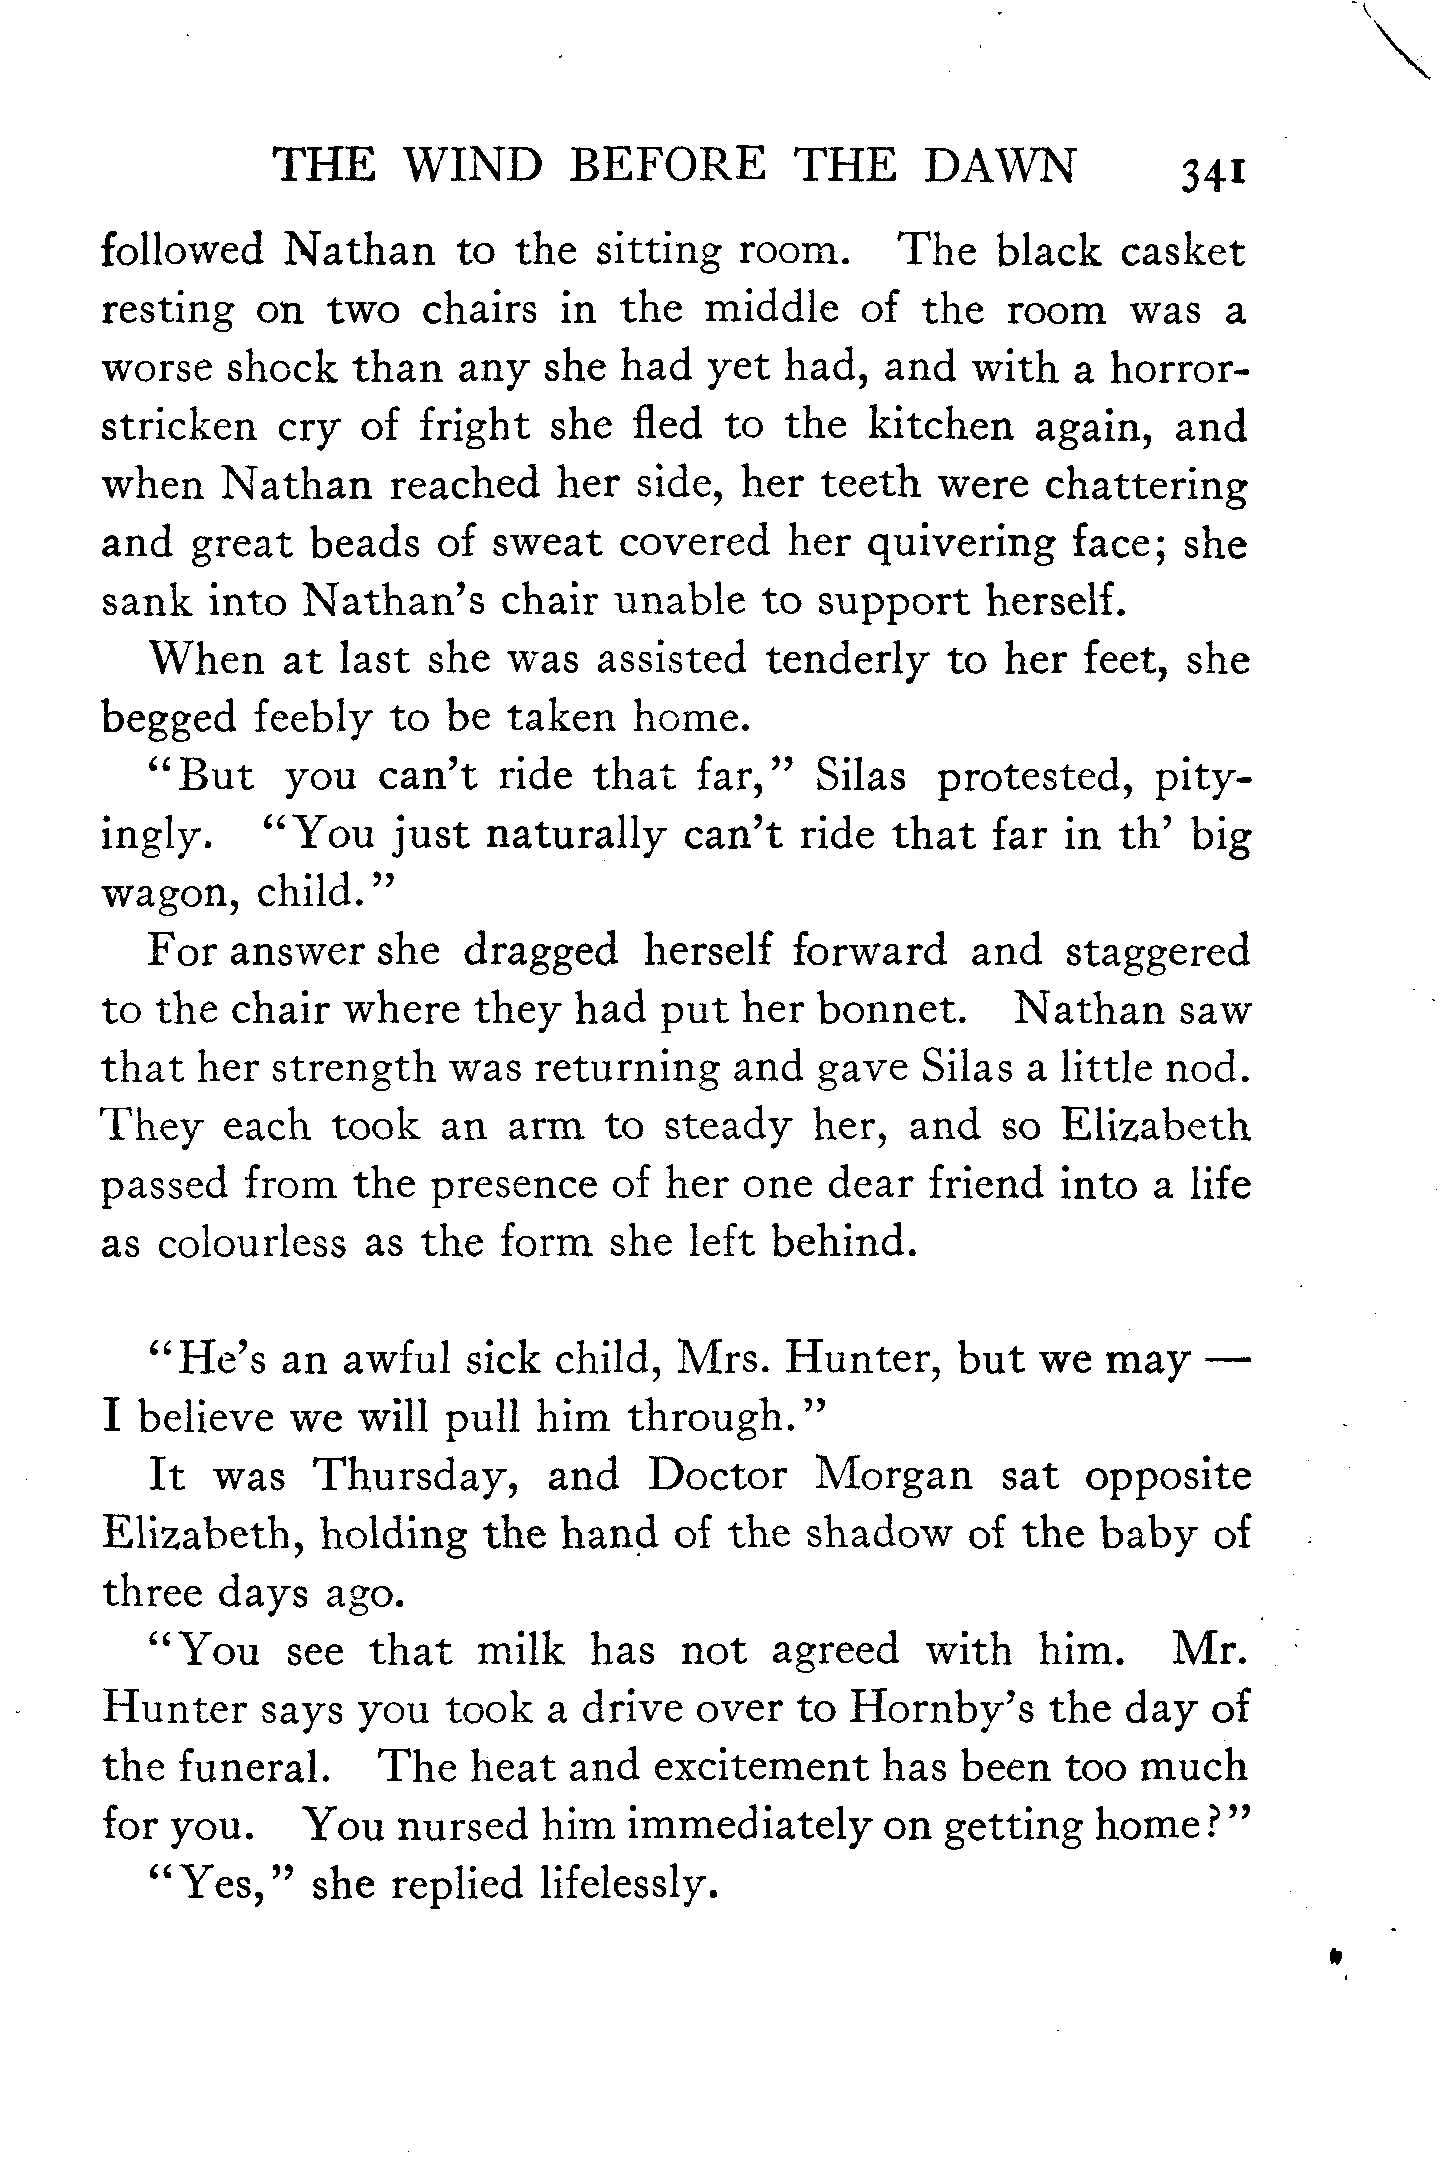 THE WIND BEFORE THE DAWN 341
followed Nathan to the sitting room. The black casket
resting on two chairs in the middle of the room was a
worse shock than any she had yet had, and with a horror-
stricken cry of fright she fled to the kitchen again, and
when Nathan reached her side, her teeth were chattering
and great beads of sweat covered her quivering face; she
sank into Nathan's chair unable to support herself.
When at last she was assisted tenderly to her feet, she
begged feebly to be taken home.
"But you can't ride that far," Silas protested, pity-
ingly. "You just naturally can't ride that far in th' big
wagon, child."
For answer she dragged herself forward and staggered
to the chair where they had put her bonnet. Nathan saw
that her strength was returning and gave Silas a little nod.
They each took an arm to steady her, and so Elizabeth
passed from the presence of her one dear friend into a life
as colourless as the form she left behind.
"He's an awful sick child, Mrs. Hunter, but we may —
I believe we will pull him through."
It was Thursday, and Doctor Morgan sat opposite
Elizabeth, holding the hand of the shadow of the baby of
three days ago.
"You see that milk has not agreed with him. Mr.
Hunter says you took a drive over to Hornby's the day of
the funeral. The heat and excitement has been too much
for you. You nursed him immediately on getting home?"
"Yes," she replied lifelessly.